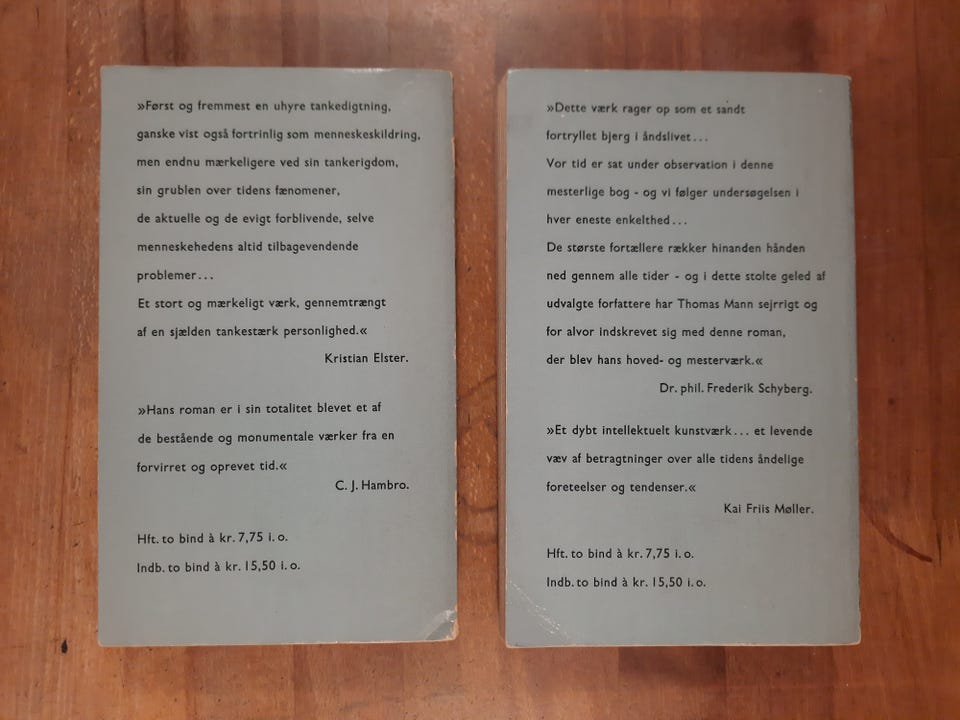 »Først og fremmest en uhyre tankedigtning,
ganske vist også fortrinlig som menneskeskildring,
men endnu mærkeligere ved sin tankerigdom,
sin grublen over tidens fænomener,
de aktuelle og de evigt forblivende, selve
menneskehedens altid tilbagevendende
problemer...
Et stort og mærkeligt værk, gennemtrængt
af en sjælden tankestærk personlighed.«
Kristian Elster.
»Hans roman er i sin totalitet blevet et af
de bestående og monumentale værker fra en
forvirret og oprevet tid.«
C. J. Hambro.
Hft. to bind à kr. 7,75 i. o.
Indb. to bind à kr. 15,50 i. o.
»Dette værk rager op som et sandt
fortryllet bjerg i åndslivet...
Vor tid er sat under observation i denne
mesterlige bog - og vi følger undersøgelsen i
hver eneste enkelthed...
De største fortællere rækker hinanden hånden
ned gennem alle tider - og i dette stolte geled af
udvalgte forfattere har Thomas Mann sejrrigt og
for alvor indskrevet sig med denne roman,
der blev hans hoved- og mesterværk.«
Dr. phil. Frederik Schyberg.
»Et dybt intellektuelt kunstværk... et levende
væv af betragtninger over alle tidens åndelige
foreteelser og tendenser.«
Kai Friis Møller.
Hft. to bind à kr. 7,75 i. o.
Indb. to bind à kr. 15,50 i. o.